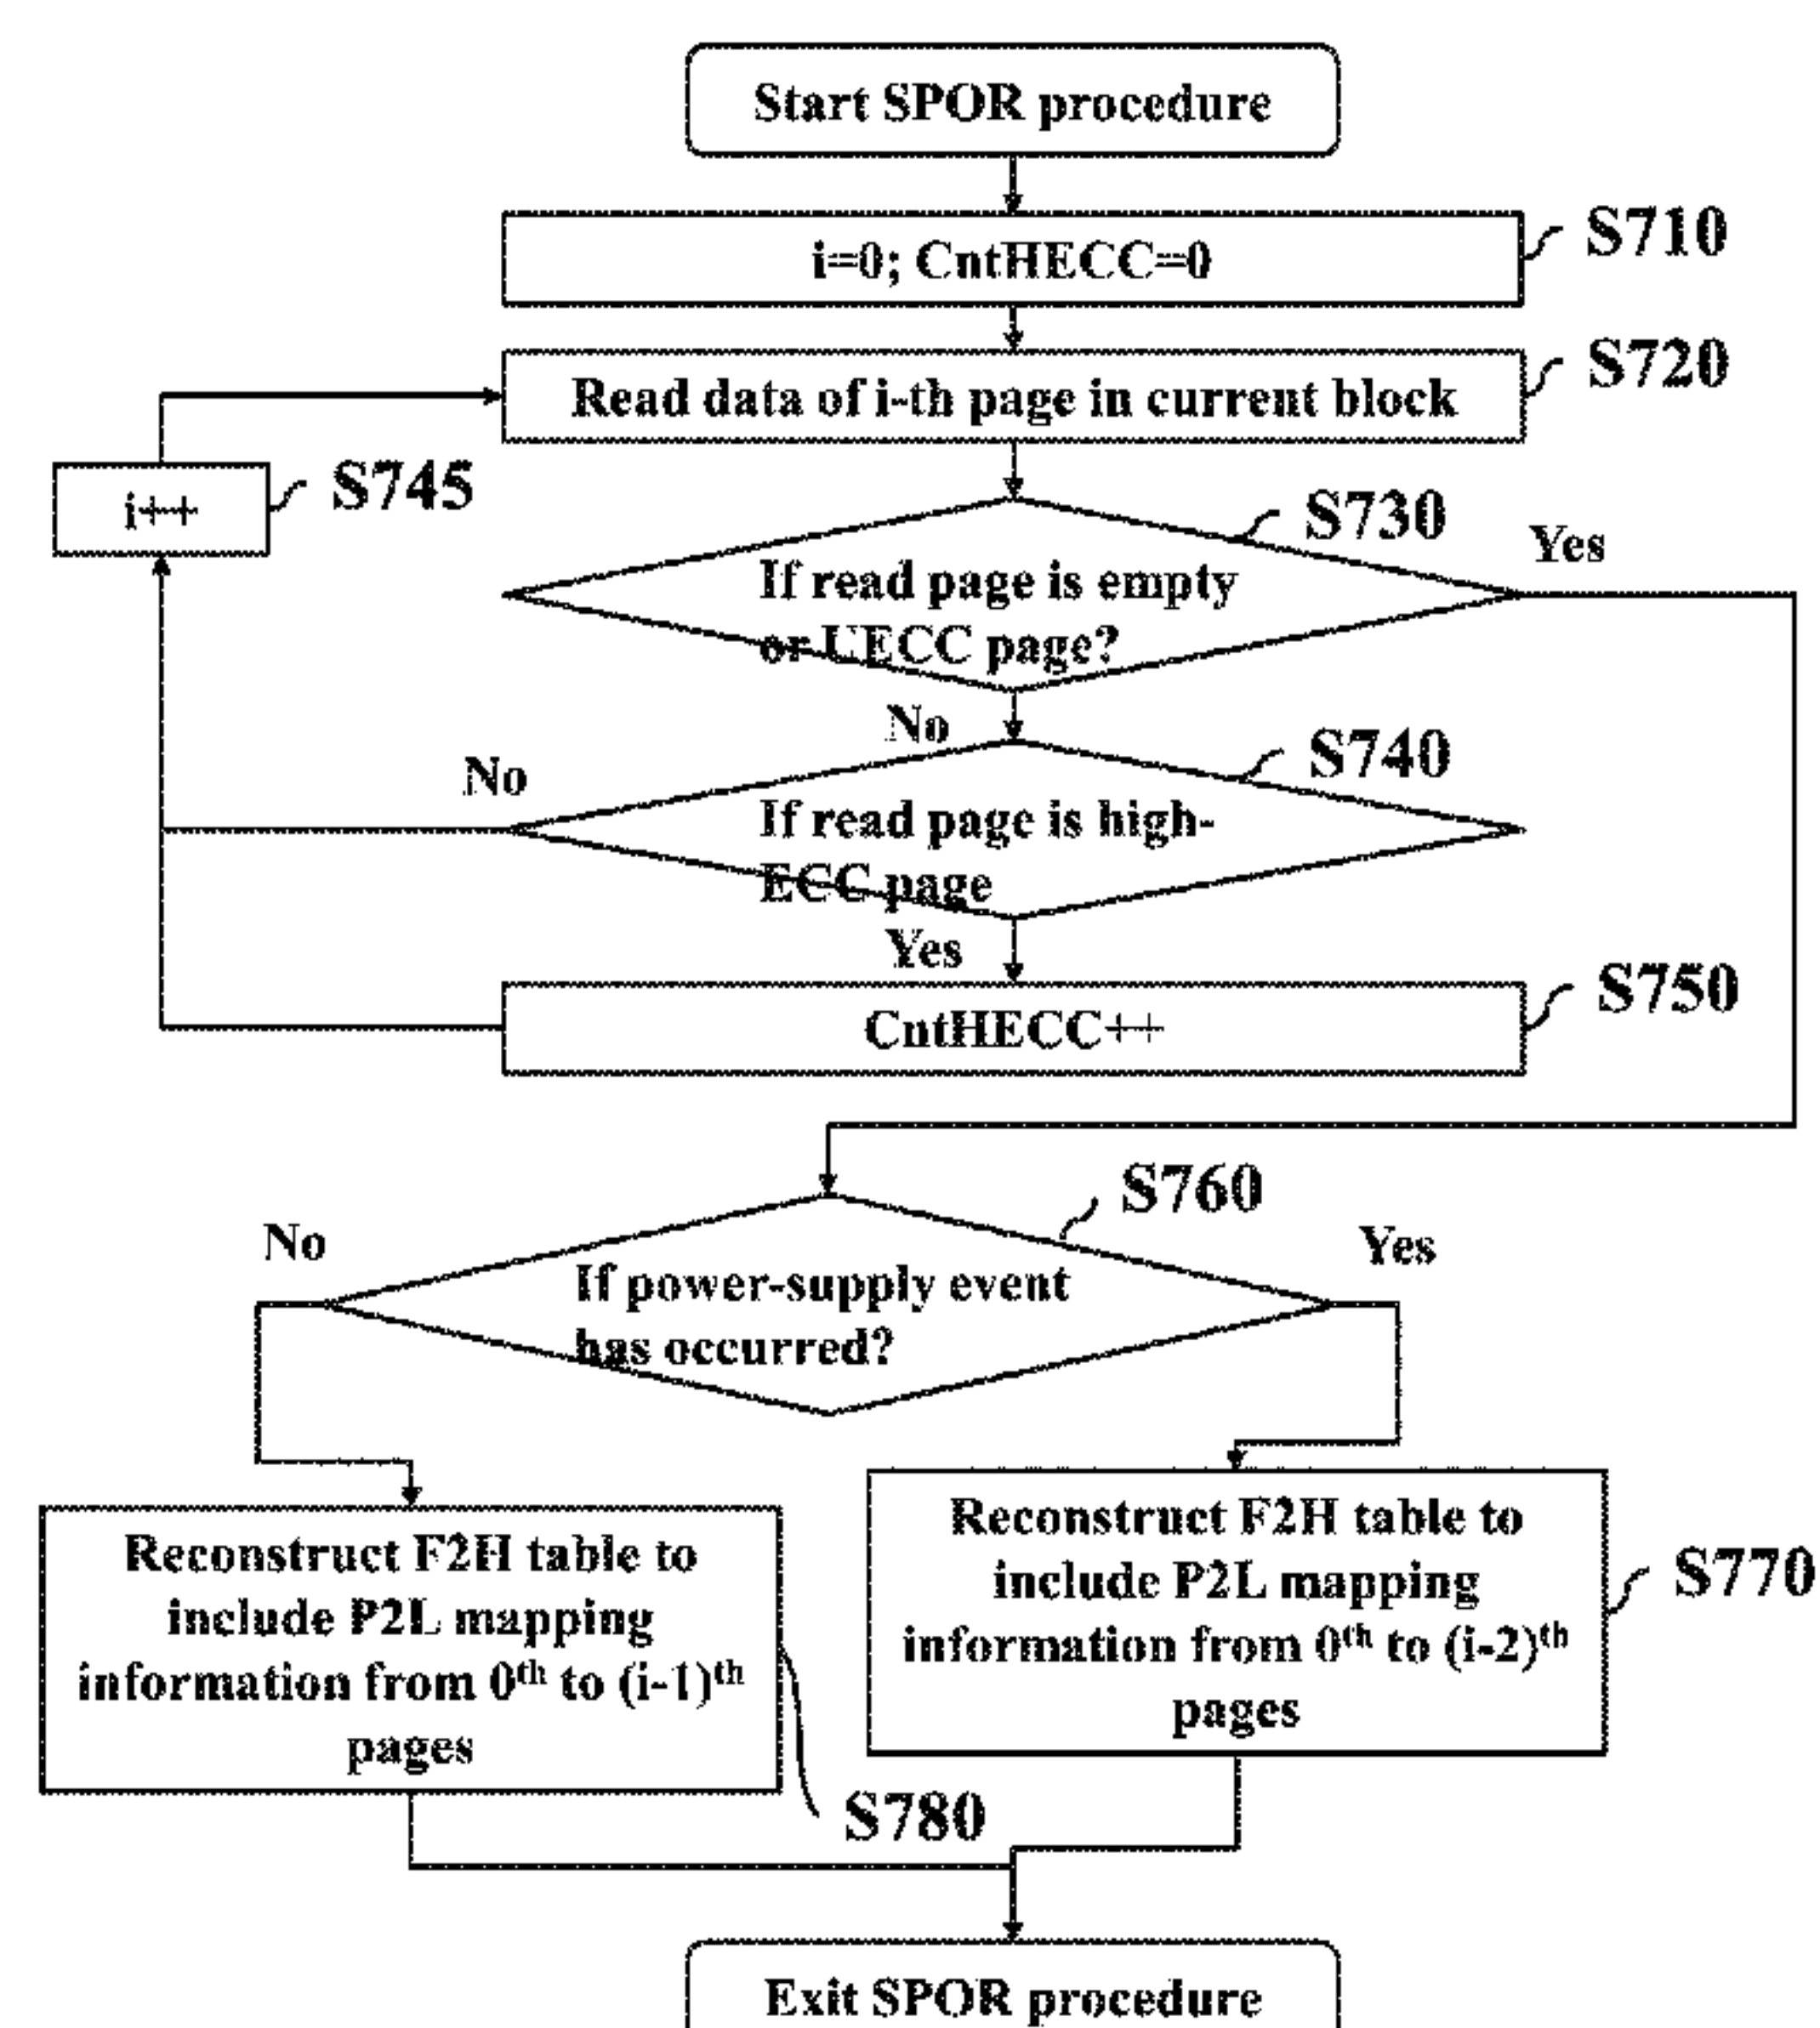 Start SPOR procedure
i=0; CntHECC=0
S710
Read data of i-th page in current block
S720
i++
S745
S730
Yes
If read page is empty
or UECC page?
No
S740
No
If read page is high-
ECC page
Yes
CntHECC++
S750
S760
No
Yes
If power-supply event
has occurred?
Reconstruct F2H table to
include P2L mapping
information from 0th to (i-1)th
pages
S780
Reconstruct F2H table to
include P2L mapping
information from 0th to (i-2)th
pages
S770
Exit SPOR procedure